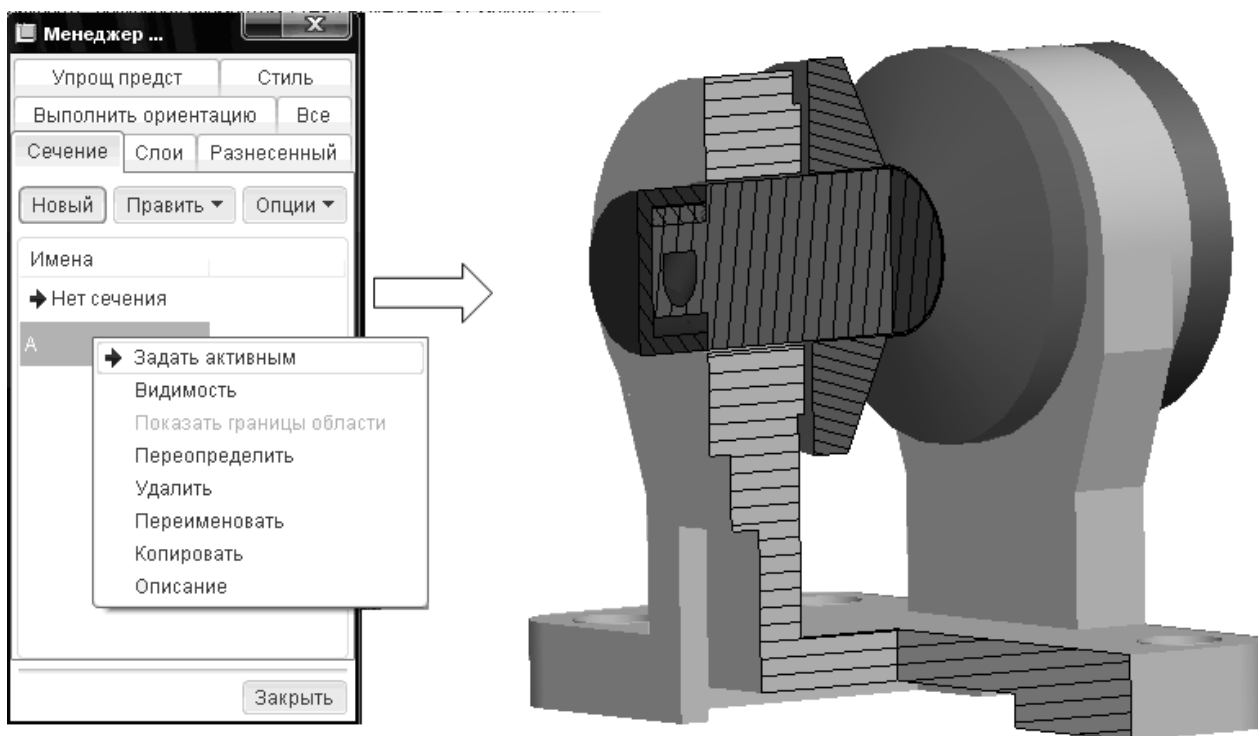 Менеджер ...
x
Упрощ предст Стиль
Выполнить ориентацию Все
Сечение Слои Разнесенный
Новый Править Опции
Имена
Нет сечения
A
Задать активным
Видимость
Показать границы области
Переопределить
Удалить
Переименовать
Копировать
Описание
Закрыть